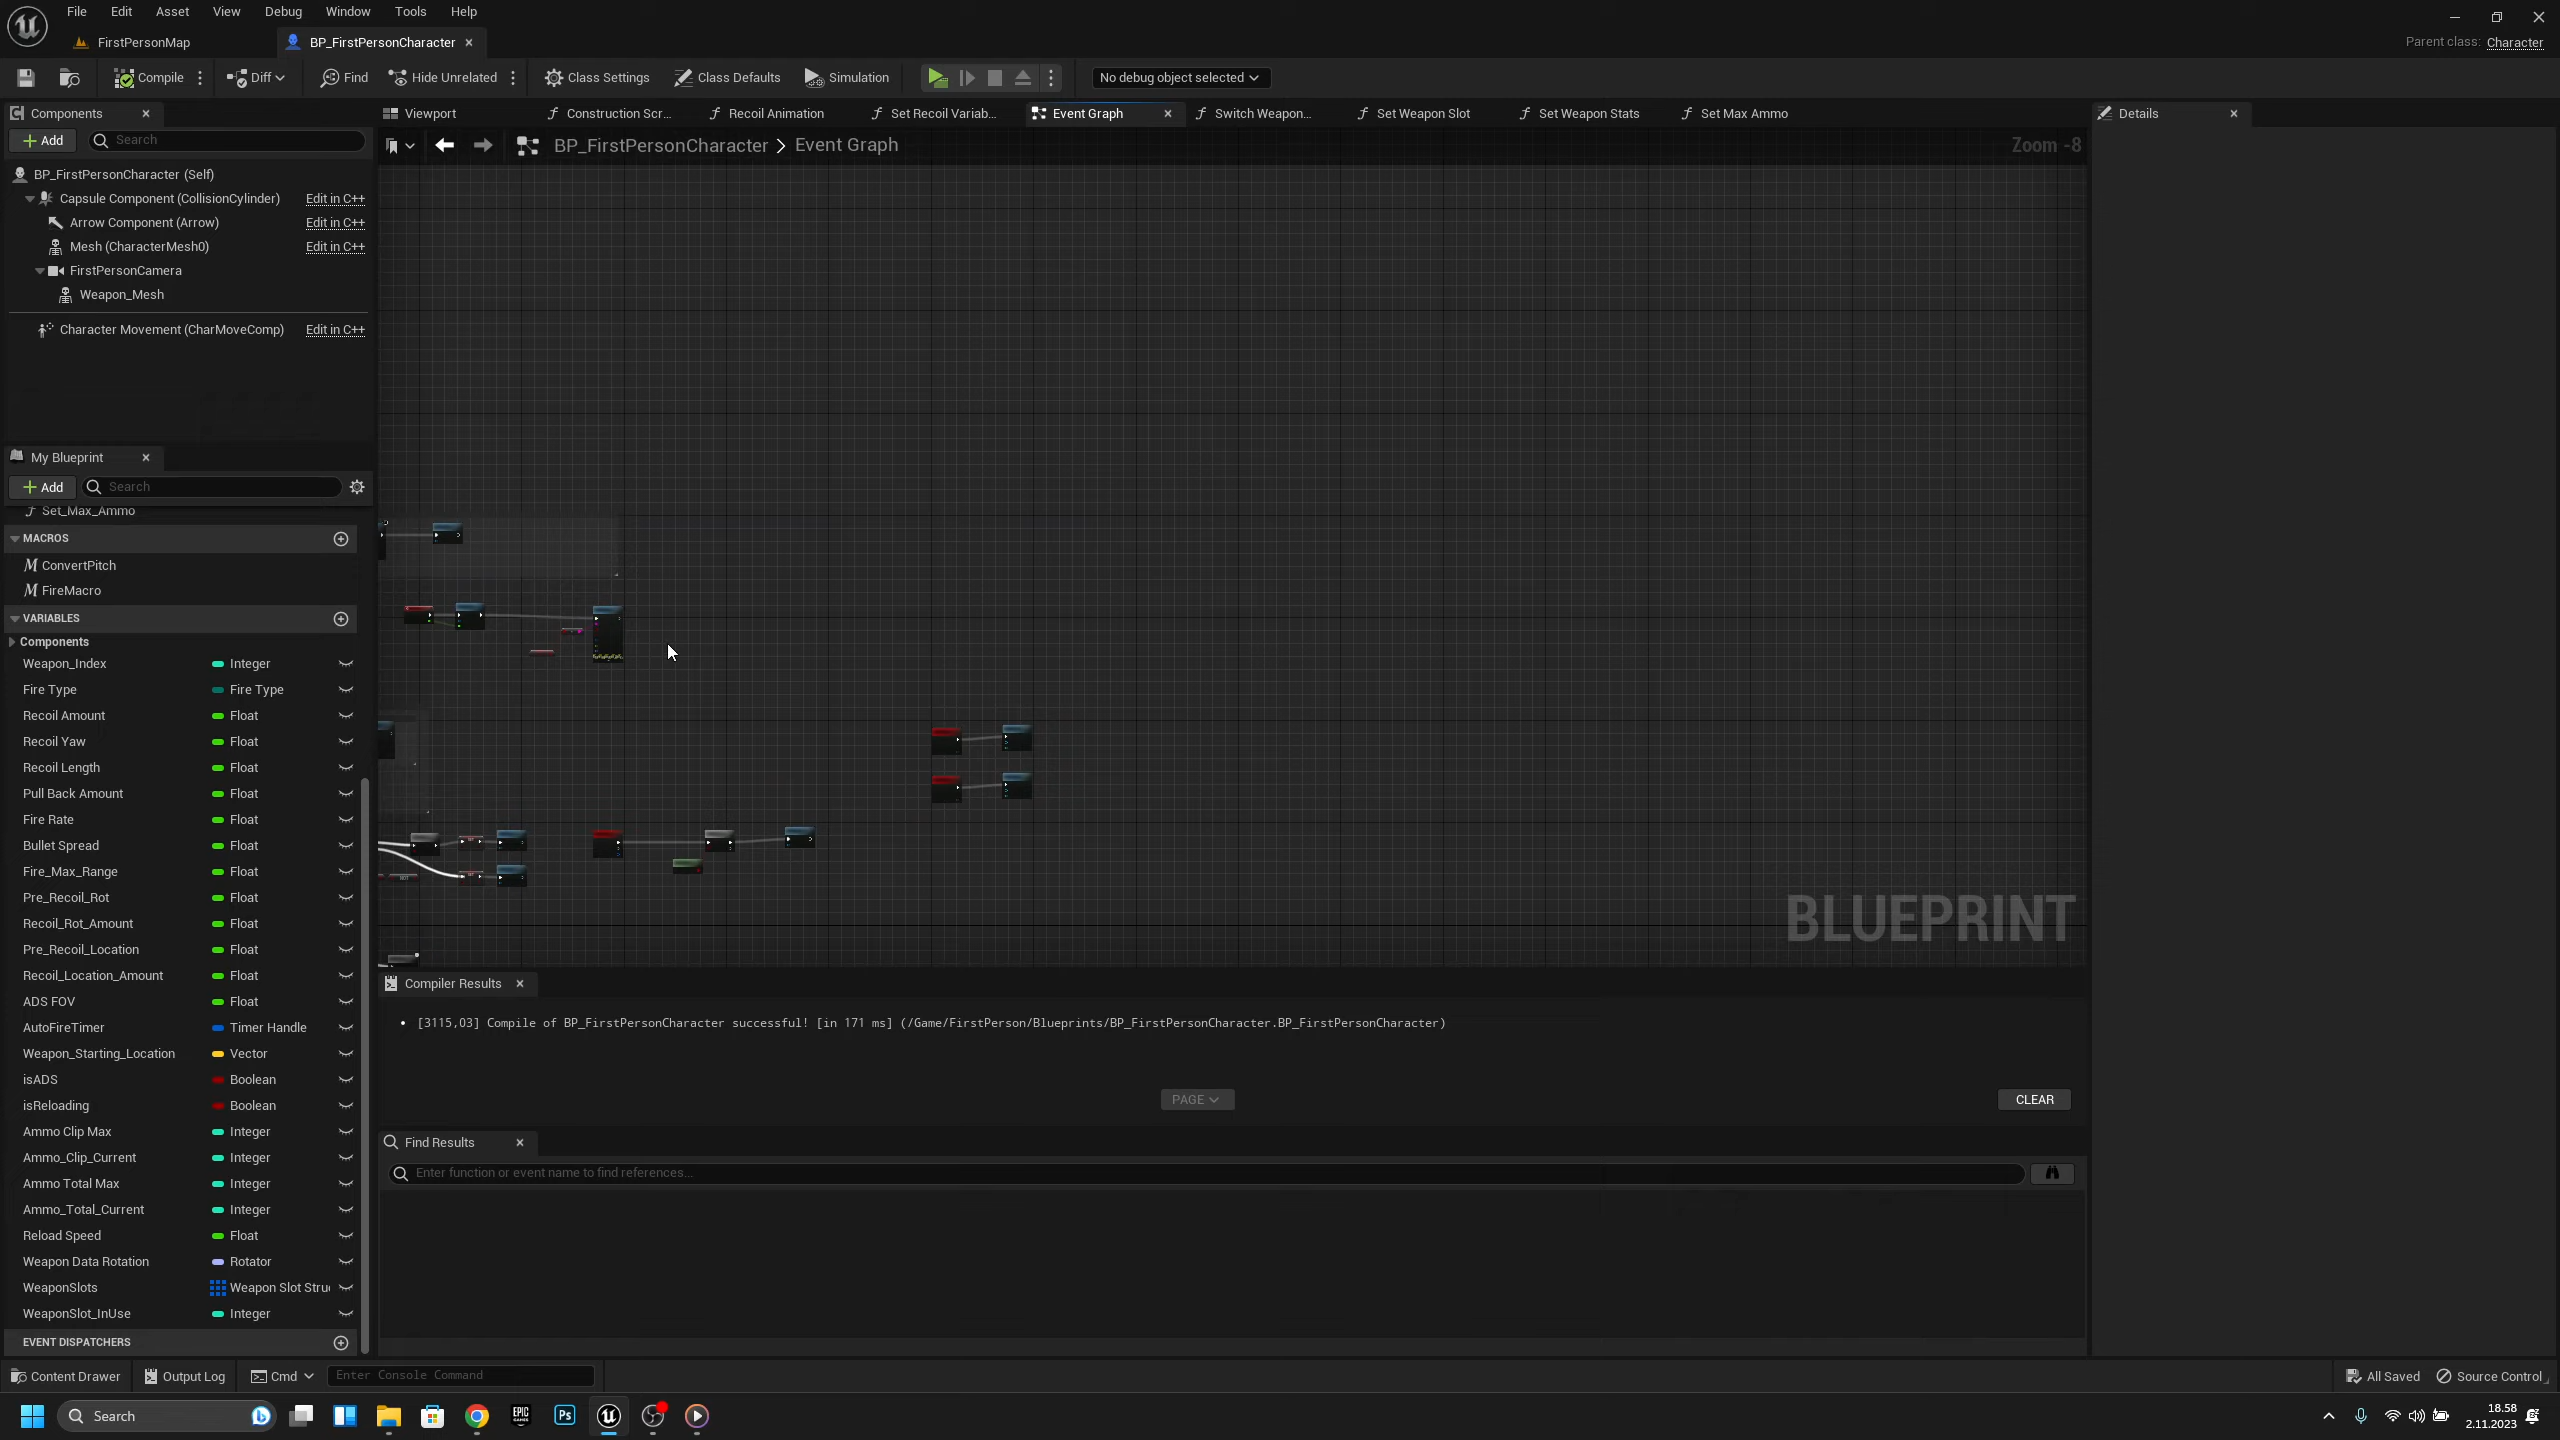 File Edit Asset View Debug Window Tools Help
FirstPersonMap BP_FirstPersonCharacter Parent class: Character
Compile Diff Find Hide Unrelated Class Settings Class Defaults Simulation No debug object selected
Components Viewport Construction Scr... Recoil Animation Set Recoil Variab... Event Graph Switch Weapon... Set Weapon Slot Set Weapon Stats Set Max Ammo Details
Add Search BP_FirstPersonCharacter > Event Graph Zoom -8
BP_FirstPersonCharacter (Self)
Capsule Component (CollisionCylinder) Edit in C++
Arrow Component (Arrow) Edit in C++
Mesh (CharacterMesh0) Edit in C++
FirstPersonCamera
Weapon_Mesh
Character Movement (CharMoveComp) Edit in C++
My Blueprint
Add Search
Set_Max_Ammo
MACROS
ConvertPitch
FireMacro
VARIABLES
Components
Weapon_Index Integer
Fire Type Fire Type
Recoil Amount Float
Recoil Yaw Float
Recoil Length Float
Pull Back Amount Float
Fire Rate Float
Bullet Spread Float
Fire_Max_Range Float
Pre_Recoil_Rot Float
Recoil_Rot_Amount Float
Pre_Recoil_Location Float
Recoil_Location_Amount Float
ADS FOV Float
AutoFireTimer Timer Handle
Weapon_Starting_Location Vector
isADS Boolean
isReloading Boolean
Ammo Clip Max Integer
Ammo_Clip_Current Integer
Ammo Total Max Integer
Ammo_Total_Current Integer
Reload Speed Float
Weapon Data Rotation Rotator
WeaponSlots Weapon Slot Stru
WeaponSlot_InUse Integer
EVENT DISPATCHERS
BLUEPRINT
Compiler Results
• [3115,03] Compile of BP_FirstPersonCharacter successful! [in 171 ms] (/Game/FirstPerson/Blueprints/BP_FirstPersonCharacter.BP_FirstPersonCharacter)
PAGE CLEAR
Find Results
Enter function or event name to find references...
Content Drawer Output Log Cmd Enter Console Command All Saved Source Control
Search EPIC GAMES Ps 18.58
2.11.2023